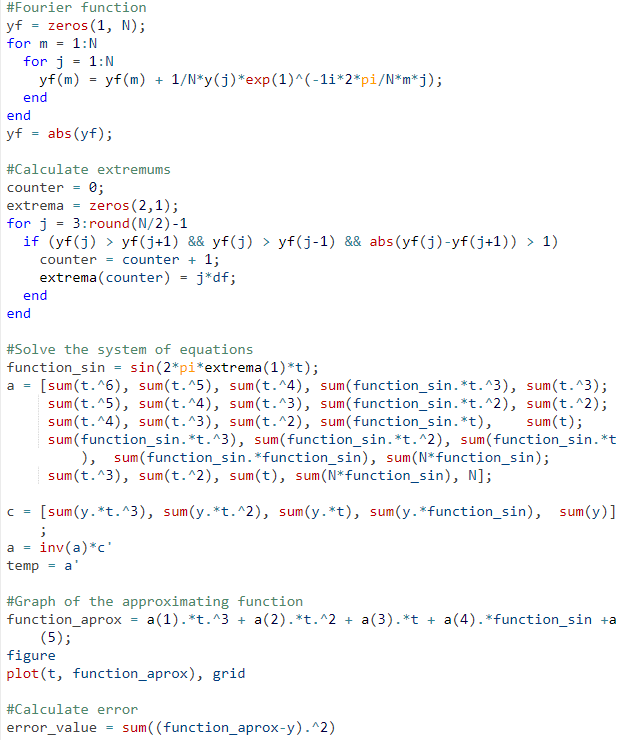 #Fourier function
yf = zeros(1, N);
for m = 1:N
for j = 1:N
yf(m) = yf(m) + 1/N*y(j)*exp(1)^(-1i*2*pi/N*m*j);
end
end
yf = abs(yf);
#Calculate extremums
counter = 0;
extrema = zeros(2,1);
for j = 3:round(N/2)-1
if (yf(j) > yf(j+1) && yf(j) > yf(j-1) && abs(yf(j)-yf(j+1)) > 1)
counter = counter + 1;
extrema(counter) = j*df;
end
end
#Solve the system of equations
function_sin = sin(2*pi*extrema(1)*t);
a = [sum(t.^6), sum(t.^5), sum(t.^4), sum(function_sin.*t.^3), sum(t.^3);
sum(t.^5), sum(t.^4), sum(t.^3), sum(function_sin.*t.^2), sum(t.^2);
sum(t.^4), sum(t.^3), sum(t.^2), sum(function_sin.*t), sum(t);
sum(function_sin.*t.^3), sum(function_sin.*t.^2), sum(function_sin.*t
), sum(function_sin.*function_sin), sum(N*function_sin);
sum(t.^3), sum(t.^2), sum(t), sum(N*function_sin), N];
c = [sum(y.*t.^3), sum(y.*t.^2), sum(y.*t), sum(y.*function_sin), sum(y)]
;
a = inv(a)*c'
temp = a'
#Graph of the approximating function
function_aprox = a(1).*t.^3 + a(2).*t.^2 + a(3).*t + a(4).*function_sin +a
(5);
figure
plot(t, function_aprox), grid
#Calculate error
error_value = sum((function_aprox-y).^2)